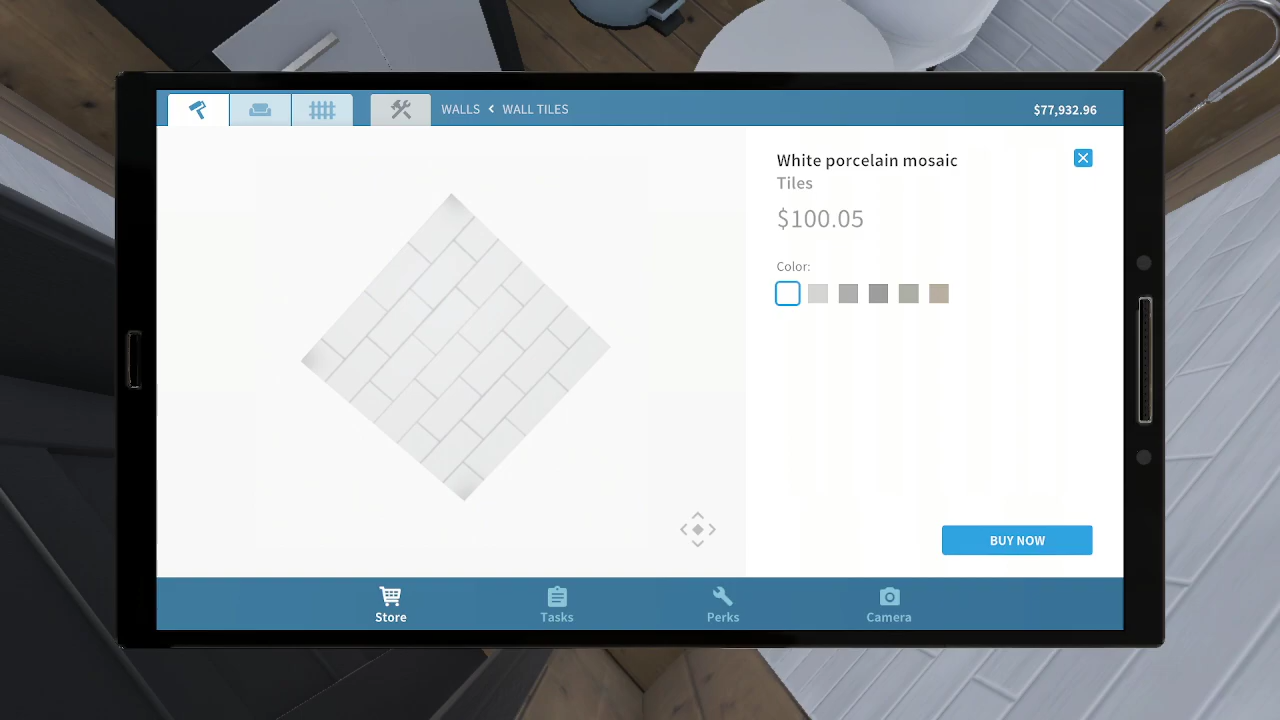 WALLS < WALL TILES
$77,932.96
White porcelain mosaic
Tiles
$100.05
Color:
BUY NOW
Store
Tasks
Perks
Camera